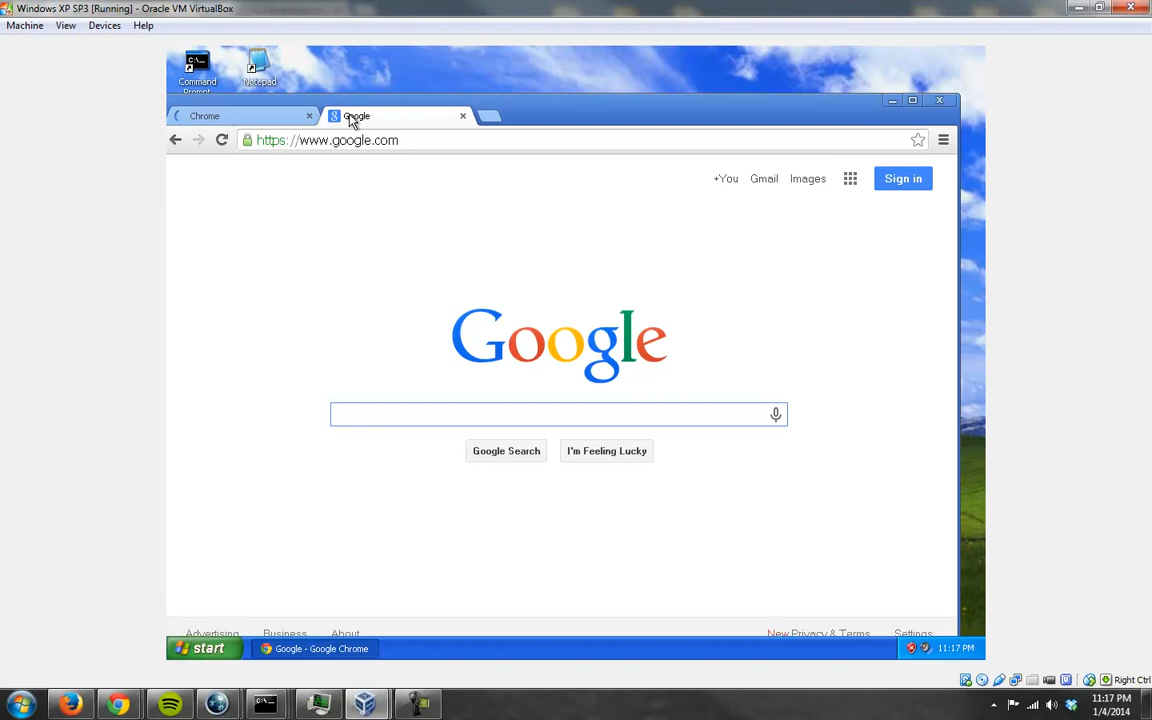 Windows XP SP3 [Running] - Oracle VM VirtualBox
Machine View Devices Help
C:\_
Command Prompt
Notepad
Chrome
Google
https://www.google.com
+You Gmail Images Sign in
Google
Google Search I'm Feeling Lucky
Advertising Business About New Privacy & Terms Settings
start Google - Google Chrome 11:17 PM
Right Ctrl
11:17 PM
1/4/2014